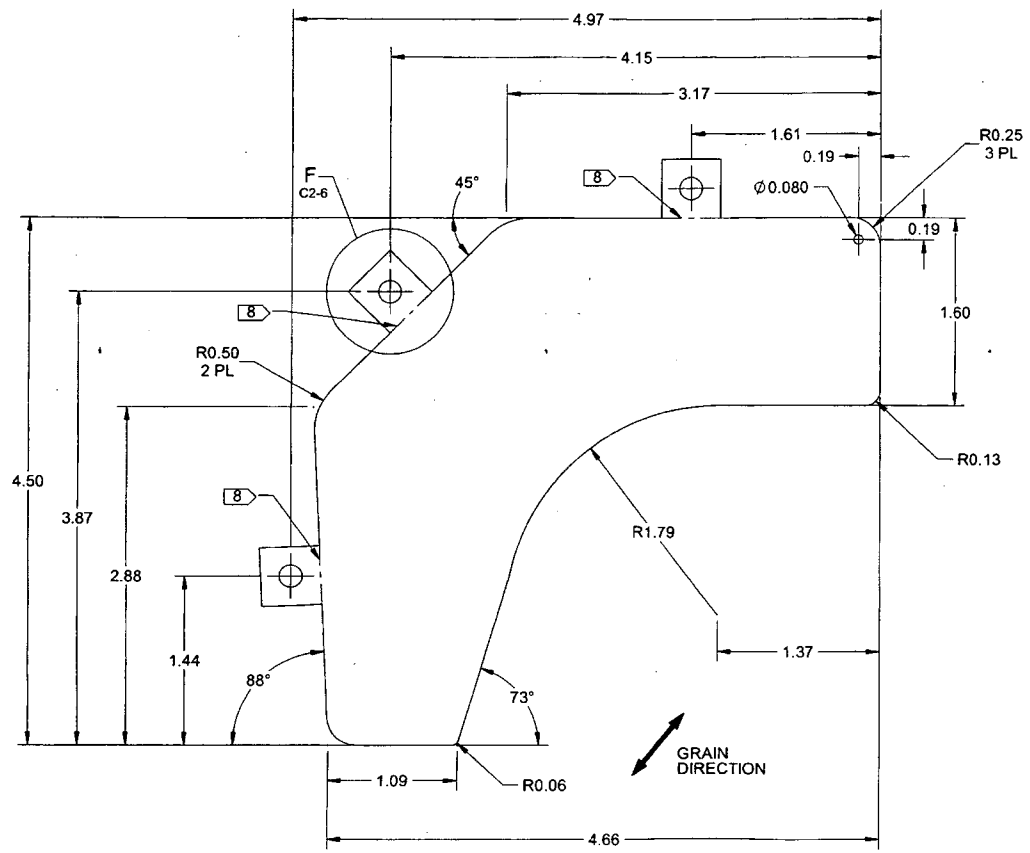 4.97
4.15
3.17
1.61
R0.25
3 PL
0.19
F
C2-6
8
Ø0.080
45°
0.19
8
1.60
R0.50
2 PL
R0.13
4.50
8
3.87
R1.79
2.88
1.44
1.37
88°
73°
GRAIN
DIRECTION
1.09
R0.06
4.66